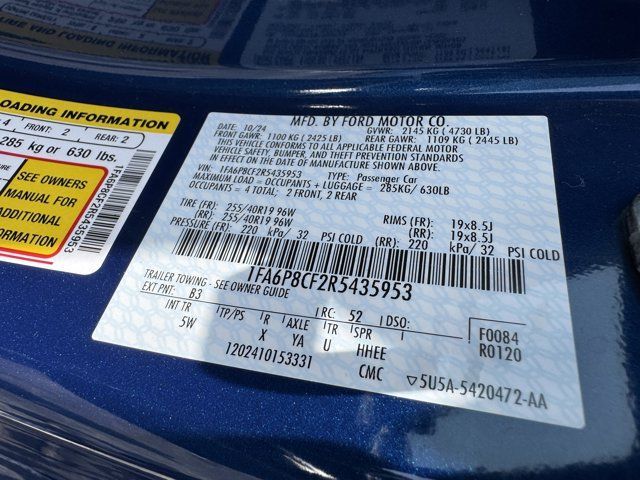 LOADING INFORMATION
4 FRONT: 2 REAR: 2
285 kg or 630 lbs.
SEE OWNERS
MANUAL FOR
ADDITIONAL
INFORMATION
1FA6P8CF2R5435953
MFD. BY FORD MOTOR CO.
DATE: 10/24 GVWR: 2145 KG ( 4730 LB)
FRONT GAWR: 1100 KG ( 2425 LB) REAR GAWR: 1109 KG ( 2445 LB)
THIS VEHICLE CONFORMS TO ALL APPLICABLE FEDERAL MOTOR
VEHICLE SAFETY, BUMPER, AND THEFT PREVENTION STANDARDS
IN EFFECT ON THE DATE OF MANUFACTURE SHOWN ABOVE.
VIN: 1FA6P8CF2R5435953 TYPE: Passenger Car
MAXIMUM LOAD = OCCUPANTS + LUGGAGE = 285KG/ 630LB
OCCUPANTS = 4 TOTAL; 2 FRONT, 2 REAR
TIRE (FR): 255/40R19 96W RIMS (FR): 19x8.5J
(RR): 255/40R19 96W (RR): 19x8.5J
PRESSURE (FR): 220 kPa/ 32 PSI COLD (RR): 220 kPa/ 32 PSI COLD
1FA6P8CF2R5435953
TRAILER TOWING - SEE OWNER GUIDE
EXT PNT: B3 RC: 52 DSO:
INT TR TP/PS R AXLE TR SPR F0084
5W X YA U HHEE R0120
1202410153331 CMC ▽5U5A-5420472-AA